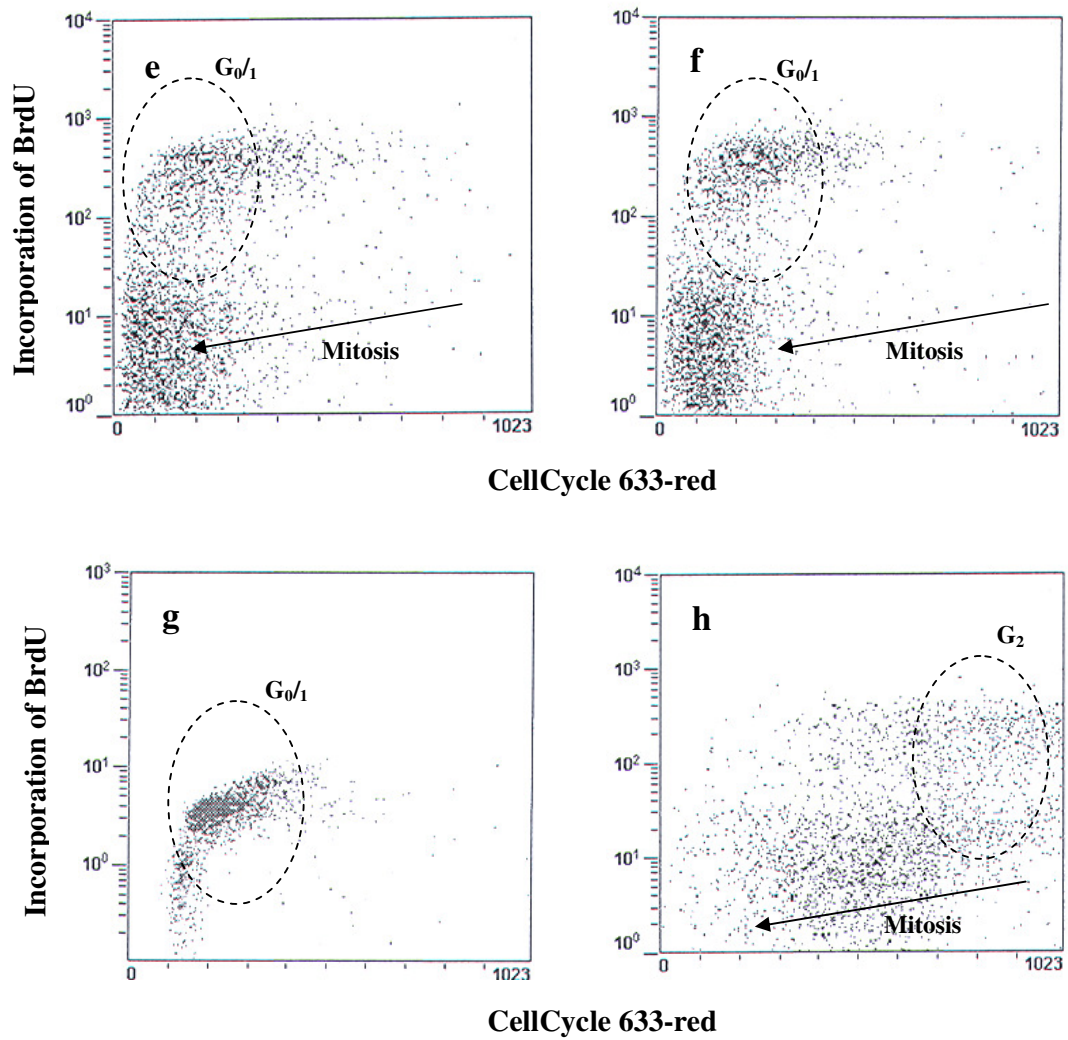 Incorporation of BrdU
10⁴
10³
10²
10¹
10⁰
e
G₀/₁
Mitosis
0
1023
10⁴
10³
10²
10¹
10⁰
f
G₀/₁
Mitosis
0
1023
CellCycle 633-red
Incorporation of BrdU
10³
10²
10¹
10⁰
g
G₀/₁
0
1023
10⁴
10³
10²
10¹
10⁰
h
G₂
Mitosis
0
1023
CellCycle 633-red